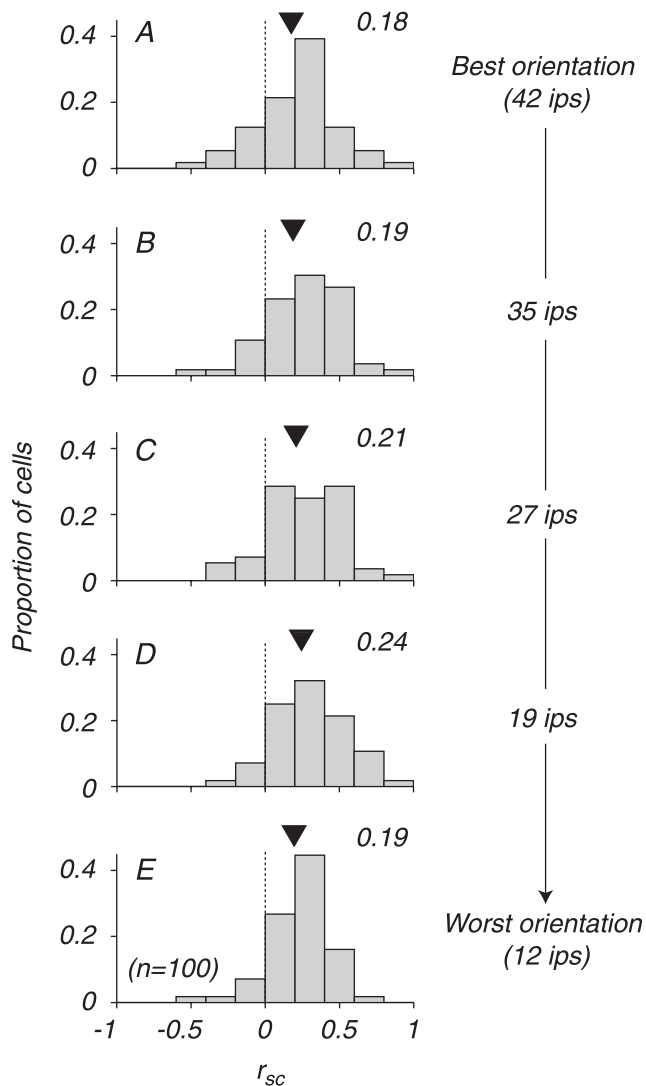 A
0.18
0.4
0.2
0
Best orientation
(42 ips)
B
0.19
0.4
0.2
0
35 ips
C
0.21
0.4
0.2
0
27 ips
D
0.24
0.4
0.2
0
19 ips
E
0.19
0.4
0.2
0
(n=100)
Worst orientation
(12 ips)
-1 -0.5 0 0.5 1
r_sc
Proportion of cells